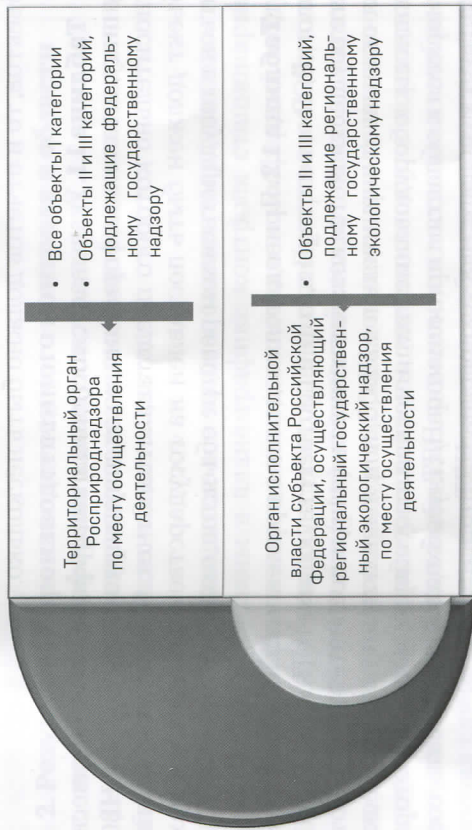 Территориальный орган
Росприроднадзора
по месту осуществления
деятельности
• Все объекты I категории
• Объекты II и III категорий,
подлежащие федераль-
ному государственному
надзору
Орган исполнительной
власти субъекта Российской
Федерации, осуществляющий
региональный государствен-
ный экологический надзор,
по месту осуществления
деятельности
• Объекты II и III категорий,
подлежащие региональ-
ному государственному
экологическому надзору